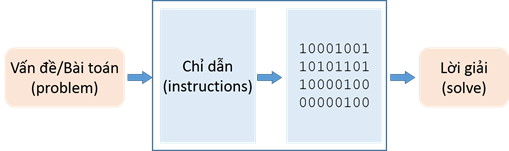 Vấn đề/Bài toán
(problem)
Chỉ dẫn
(instructions)
10001001
10101101
10000100
00000100
Lời giải
(solve)